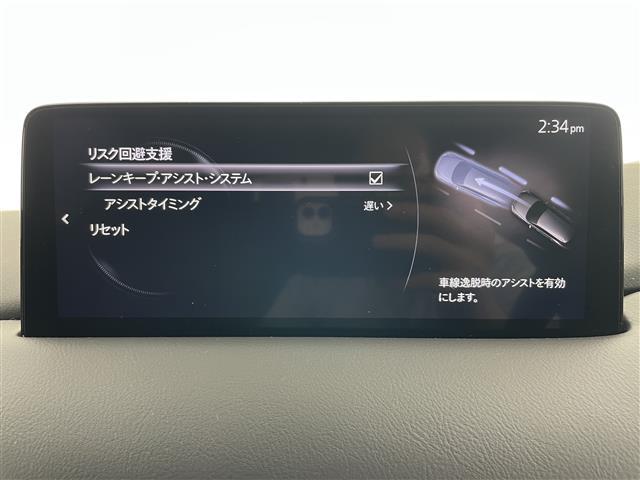 2:34pm
リスク回避支援
レーンキープ・アシスト・システム
アシストタイミング 遅い
リセット
車線逸脱時のアシストを有効
にします。